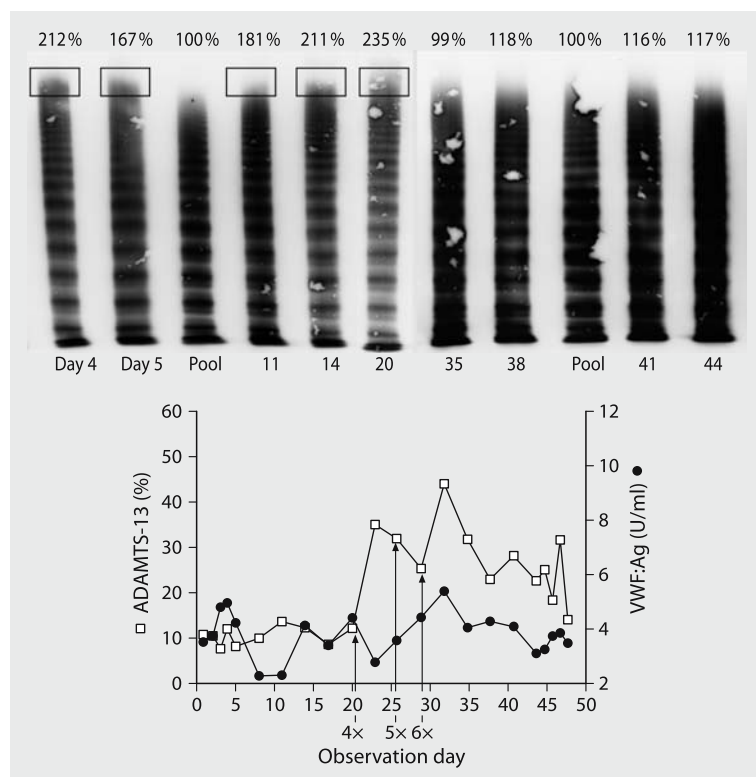 212% 167% 100% 181% 211% 235% 99% 118% 100% 116% 117%
Day 4 Day 5 Pool 11 14 20 35 38 Pool 41 44
60 12
50 10
40 8
30 6
20 4
10 2
0
ADAMTS-13 (%)
VWF:Ag (U/ml)
0 5 10 15 20 25 30 35 40 45 50
4× 5× 6×
Observation day